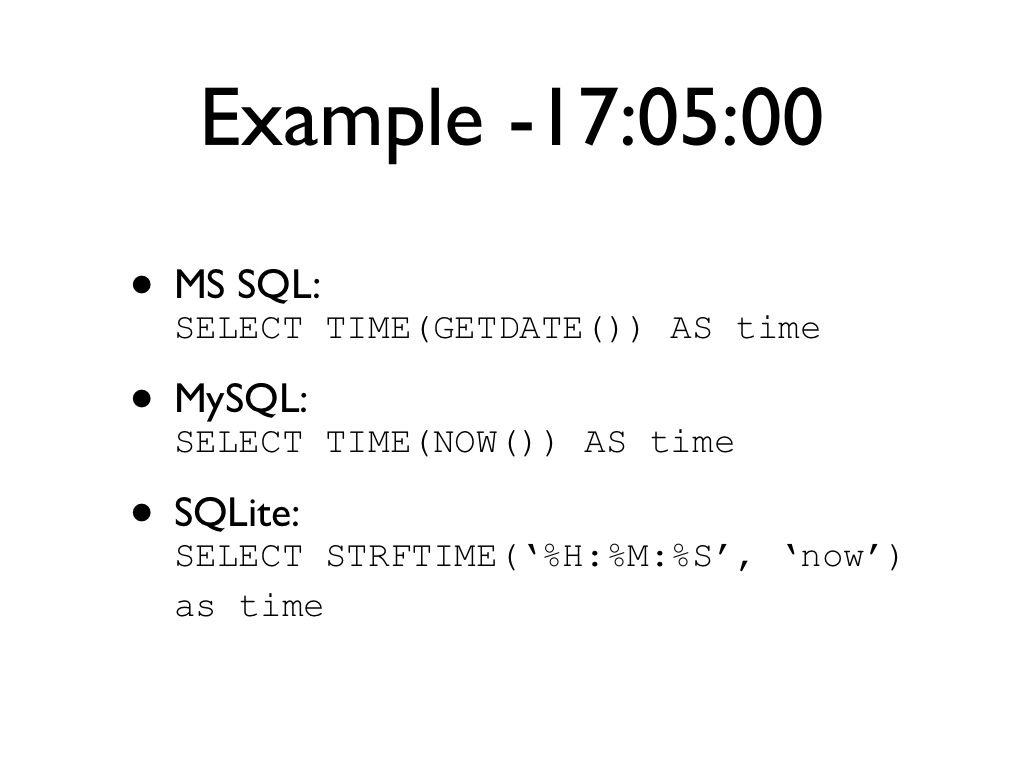 Example -17:05:00
• MS SQL:
SELECT TIME(GETDATE()) AS time
• MySQL:
SELECT TIME(NOW()) AS time
• SQLite:
SELECT STRFTIME(‘%H:%M:%S’, ‘now’)
as time